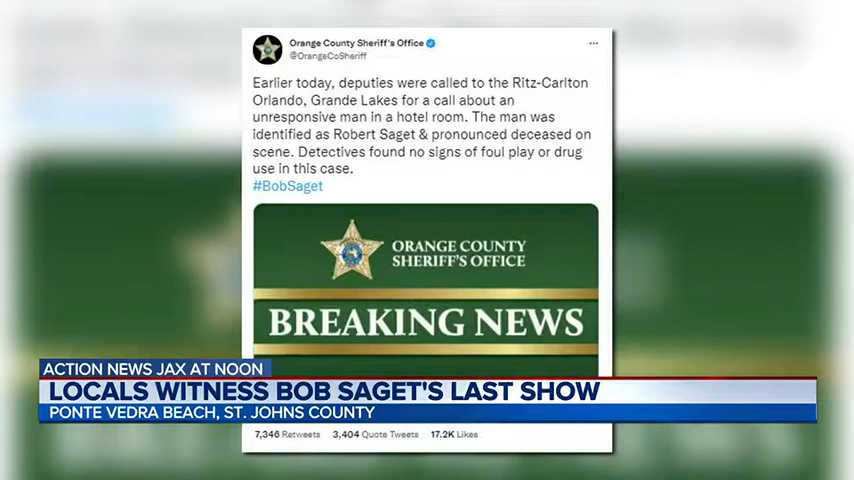 Orange County Sheriff's Office
@OrangeCoSheriff
Earlier today, deputies were called to the Ritz-Carlton
Orlando, Grande Lakes for a call about an
unresponsive man in a hotel room. The man was
identified as Robert Saget & pronounced deceased on
scene. Detectives found no signs of foul play or drug
use in this case.
#BobSaget
ORANGE COUNTY
SHERIFF'S OFFICE
BREAKING NEWS
ACTION NEWS JAX AT NOON
LOCALS WITNESS BOB SAGET'S LAST SHOW
PONTE VEDRA BEACH, ST. JOHNS COUNTY
7,346 Retweets 3,404 Quote Tweets 17.2K Likes